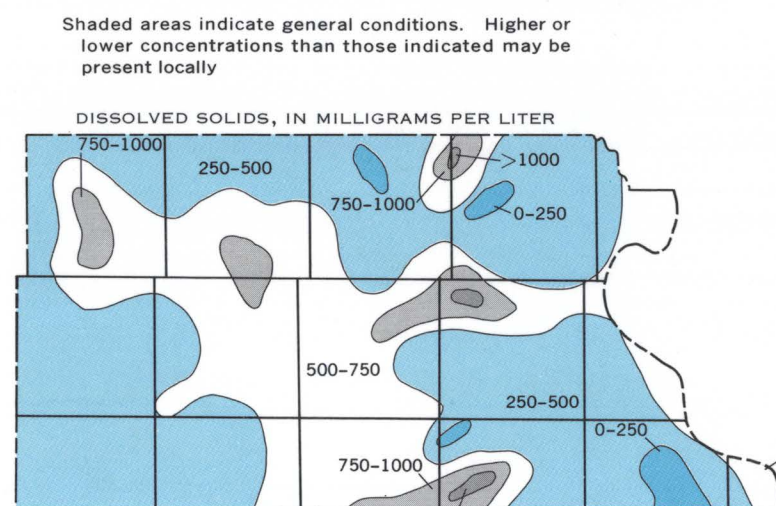 Shaded areas indicate general conditions. Higher or
lower concentrations than those indicated may be
present locally
DISSOLVED SOLIDS, IN MILLIGRAMS PER LITER
750-1000
250-500
>1000
750-1000
0-250
500-750
250-500
0-250
750-1000